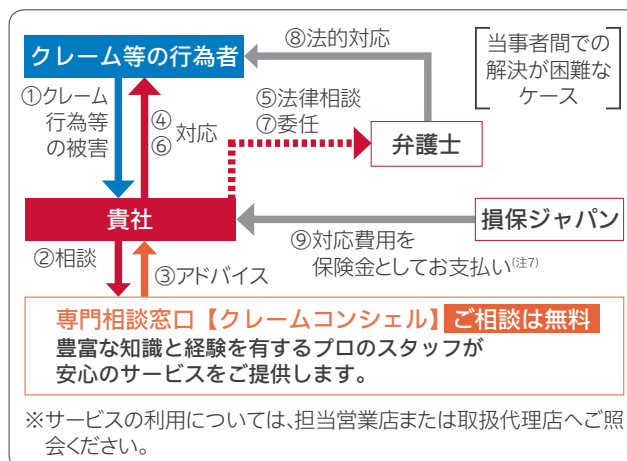 ⑧法的対応
クレーム等の行為者
当事者間での
解決が困難な
ケース
①クレーム
行為等
の被害
④
⑥
対応
⑤法律相談
⑦委任
弁護士
貴社
損保ジャパン
②相談
③アドバイス
⑨対応費用を
保険金としてお支払い(注7)
専門相談窓口【クレームコンシェル】 ご相談は無料
豊富な知識と経験を有するプロのスタッフが
安心のサービスをご提供します。
※サービスの利用については、担当営業店または取扱代理店へご照
会ください。